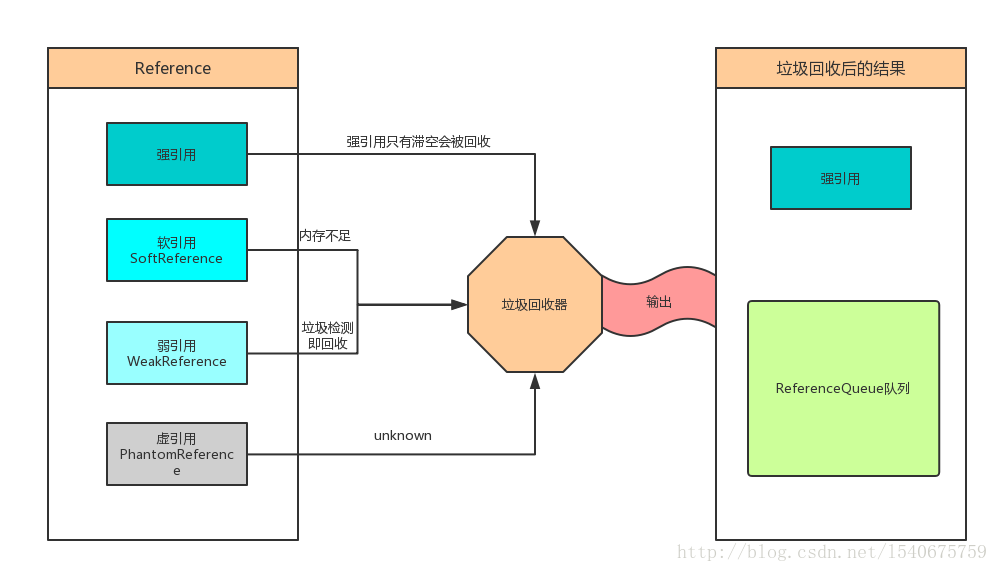 Reference
强引用
软引用
SoftReference
弱引用
WeakReference
虚引用
PhantomReferenc
e
强引用只有滞空会被回收
内存不足
垃圾检测
即回收
unknown
垃圾回收器
输出
垃圾回收后的结果
强引用
ReferenceQueue队列
http://blog.csdn.net/l540675759